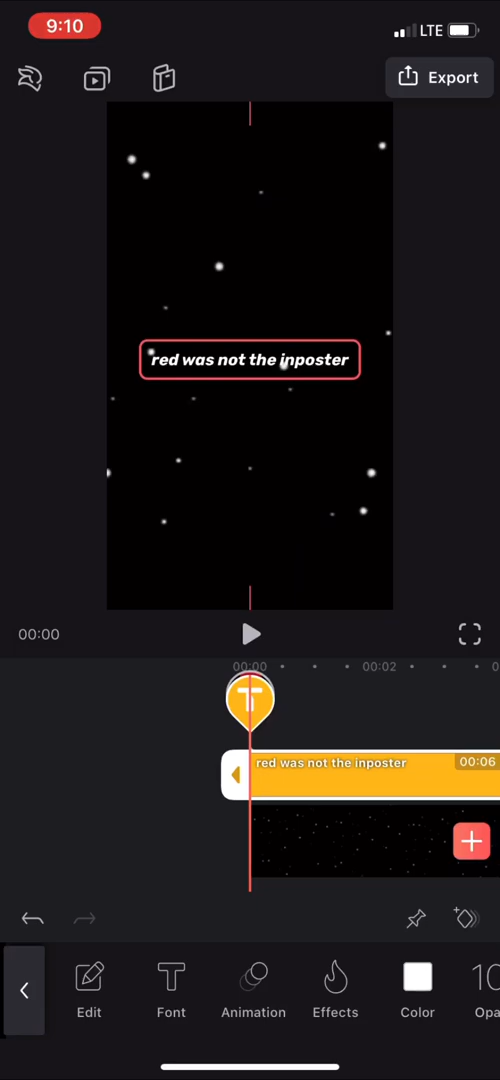 9:10
LTE
Export
red was not the inposter
00:00
00:00
00:02
red was not the inposter
00:06
Edit
Font
Animation
Effects
Color